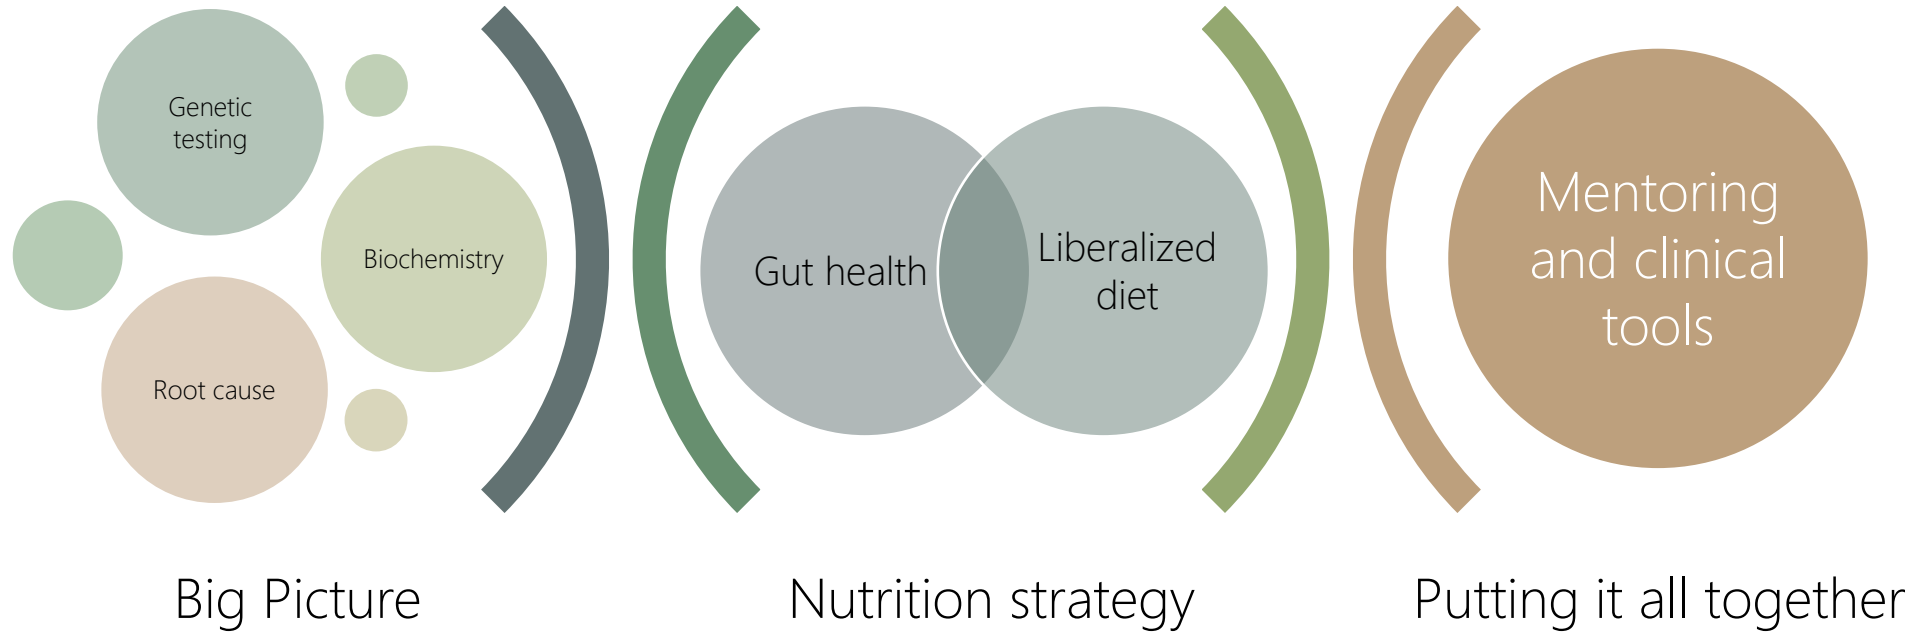 Genetic
testing
Biochemistry
Root cause
Big Picture
Gut health
Liberalized
diet
Nutrition strategy
Mentoring
and clinical
tools
Putting it all together